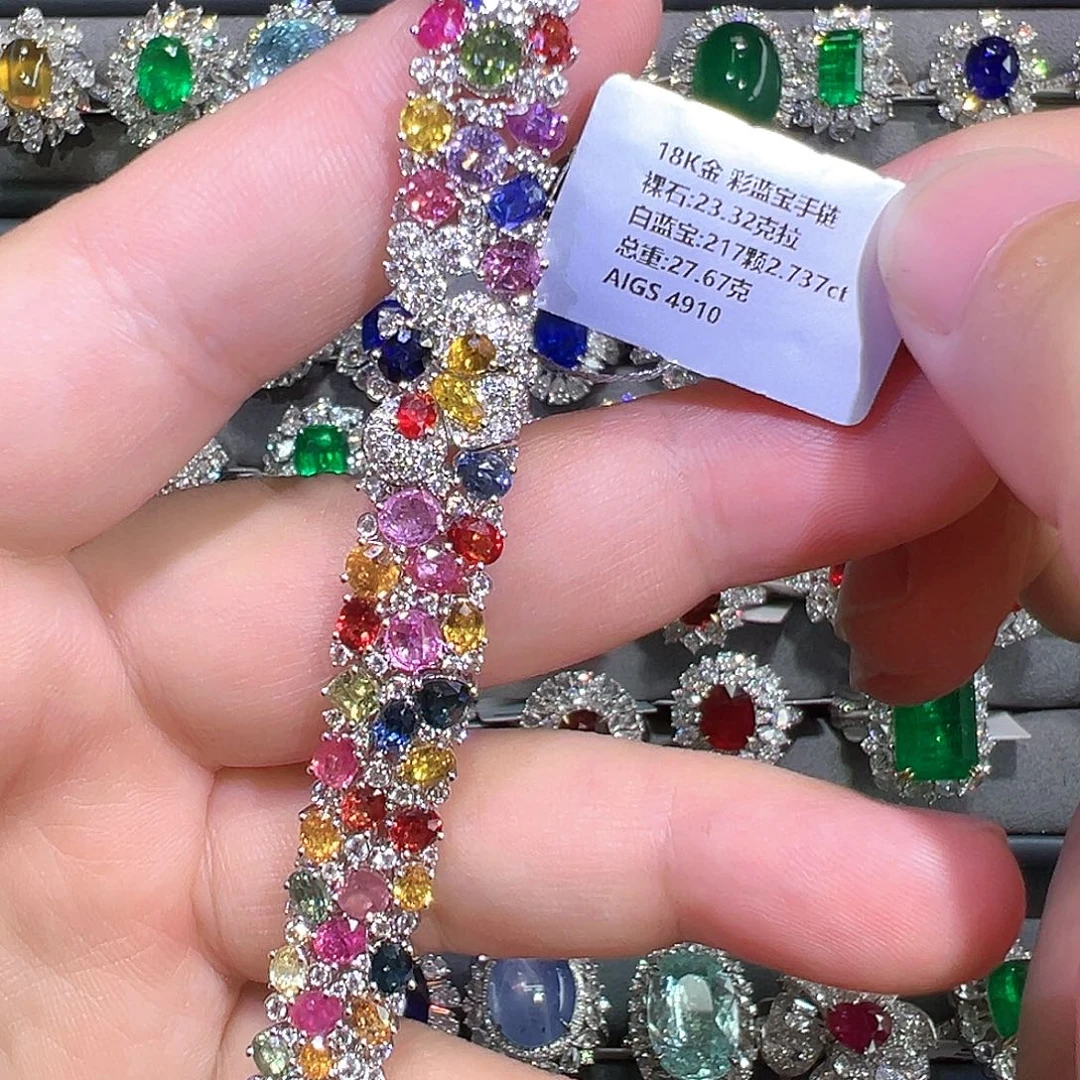 18K金 彩蓝宝手链
裸石:23.32克拉
白蓝宝:217颗2.737ct
总重:27.67克
AIGS 4910